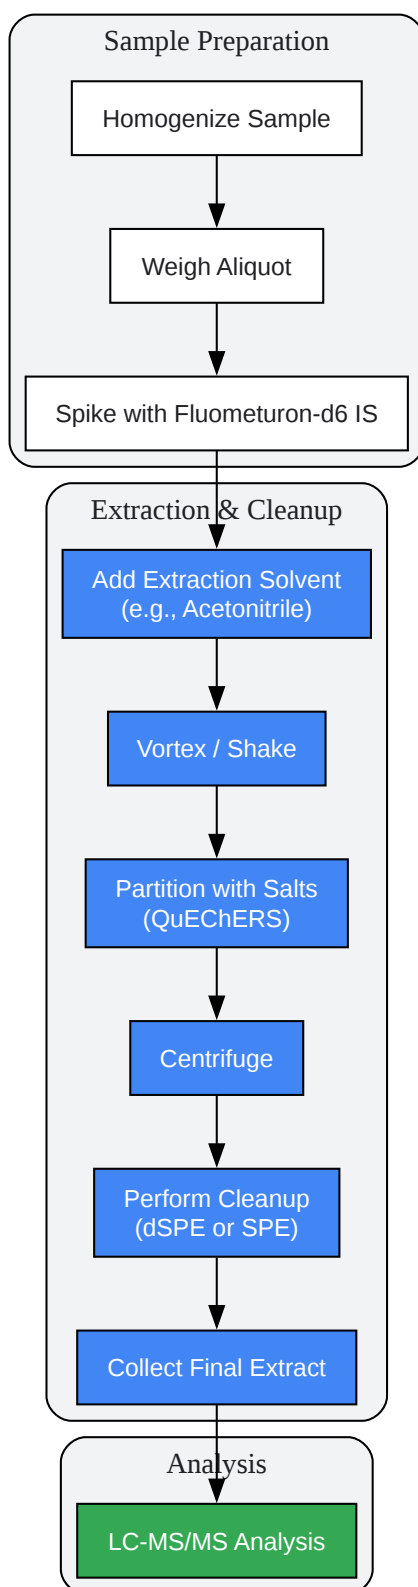 Sample Preparation
Homogenize Sample
Weigh Aliquot
Spike with Fluometuron-d6 IS
Extraction & Cleanup
Add Extraction Solvent
(e.g., Acetonitrile)
Vortex / Shake
Partition with Salts
(QuEChERS)
Centrifuge
Perform Cleanup
(dSPE or SPE)
Collect Final Extract
Analysis
LC-MS/MS Analysis